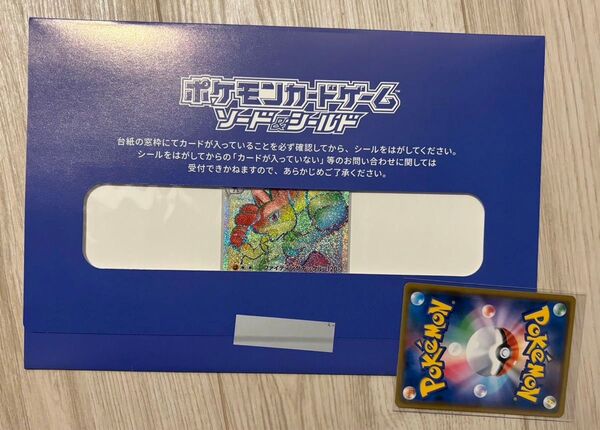 ポケモンカードゲーム
ソード&シールド
台紙の窓枠にてカードが入っていることを必ず確認してから、シールをはがしてください。
シールをはがしてからの「カードが入っていない」等のお問い合わせに関しては
受付できかねますので、あらかじめご了承ください。
POKÉMON
POKÉMON